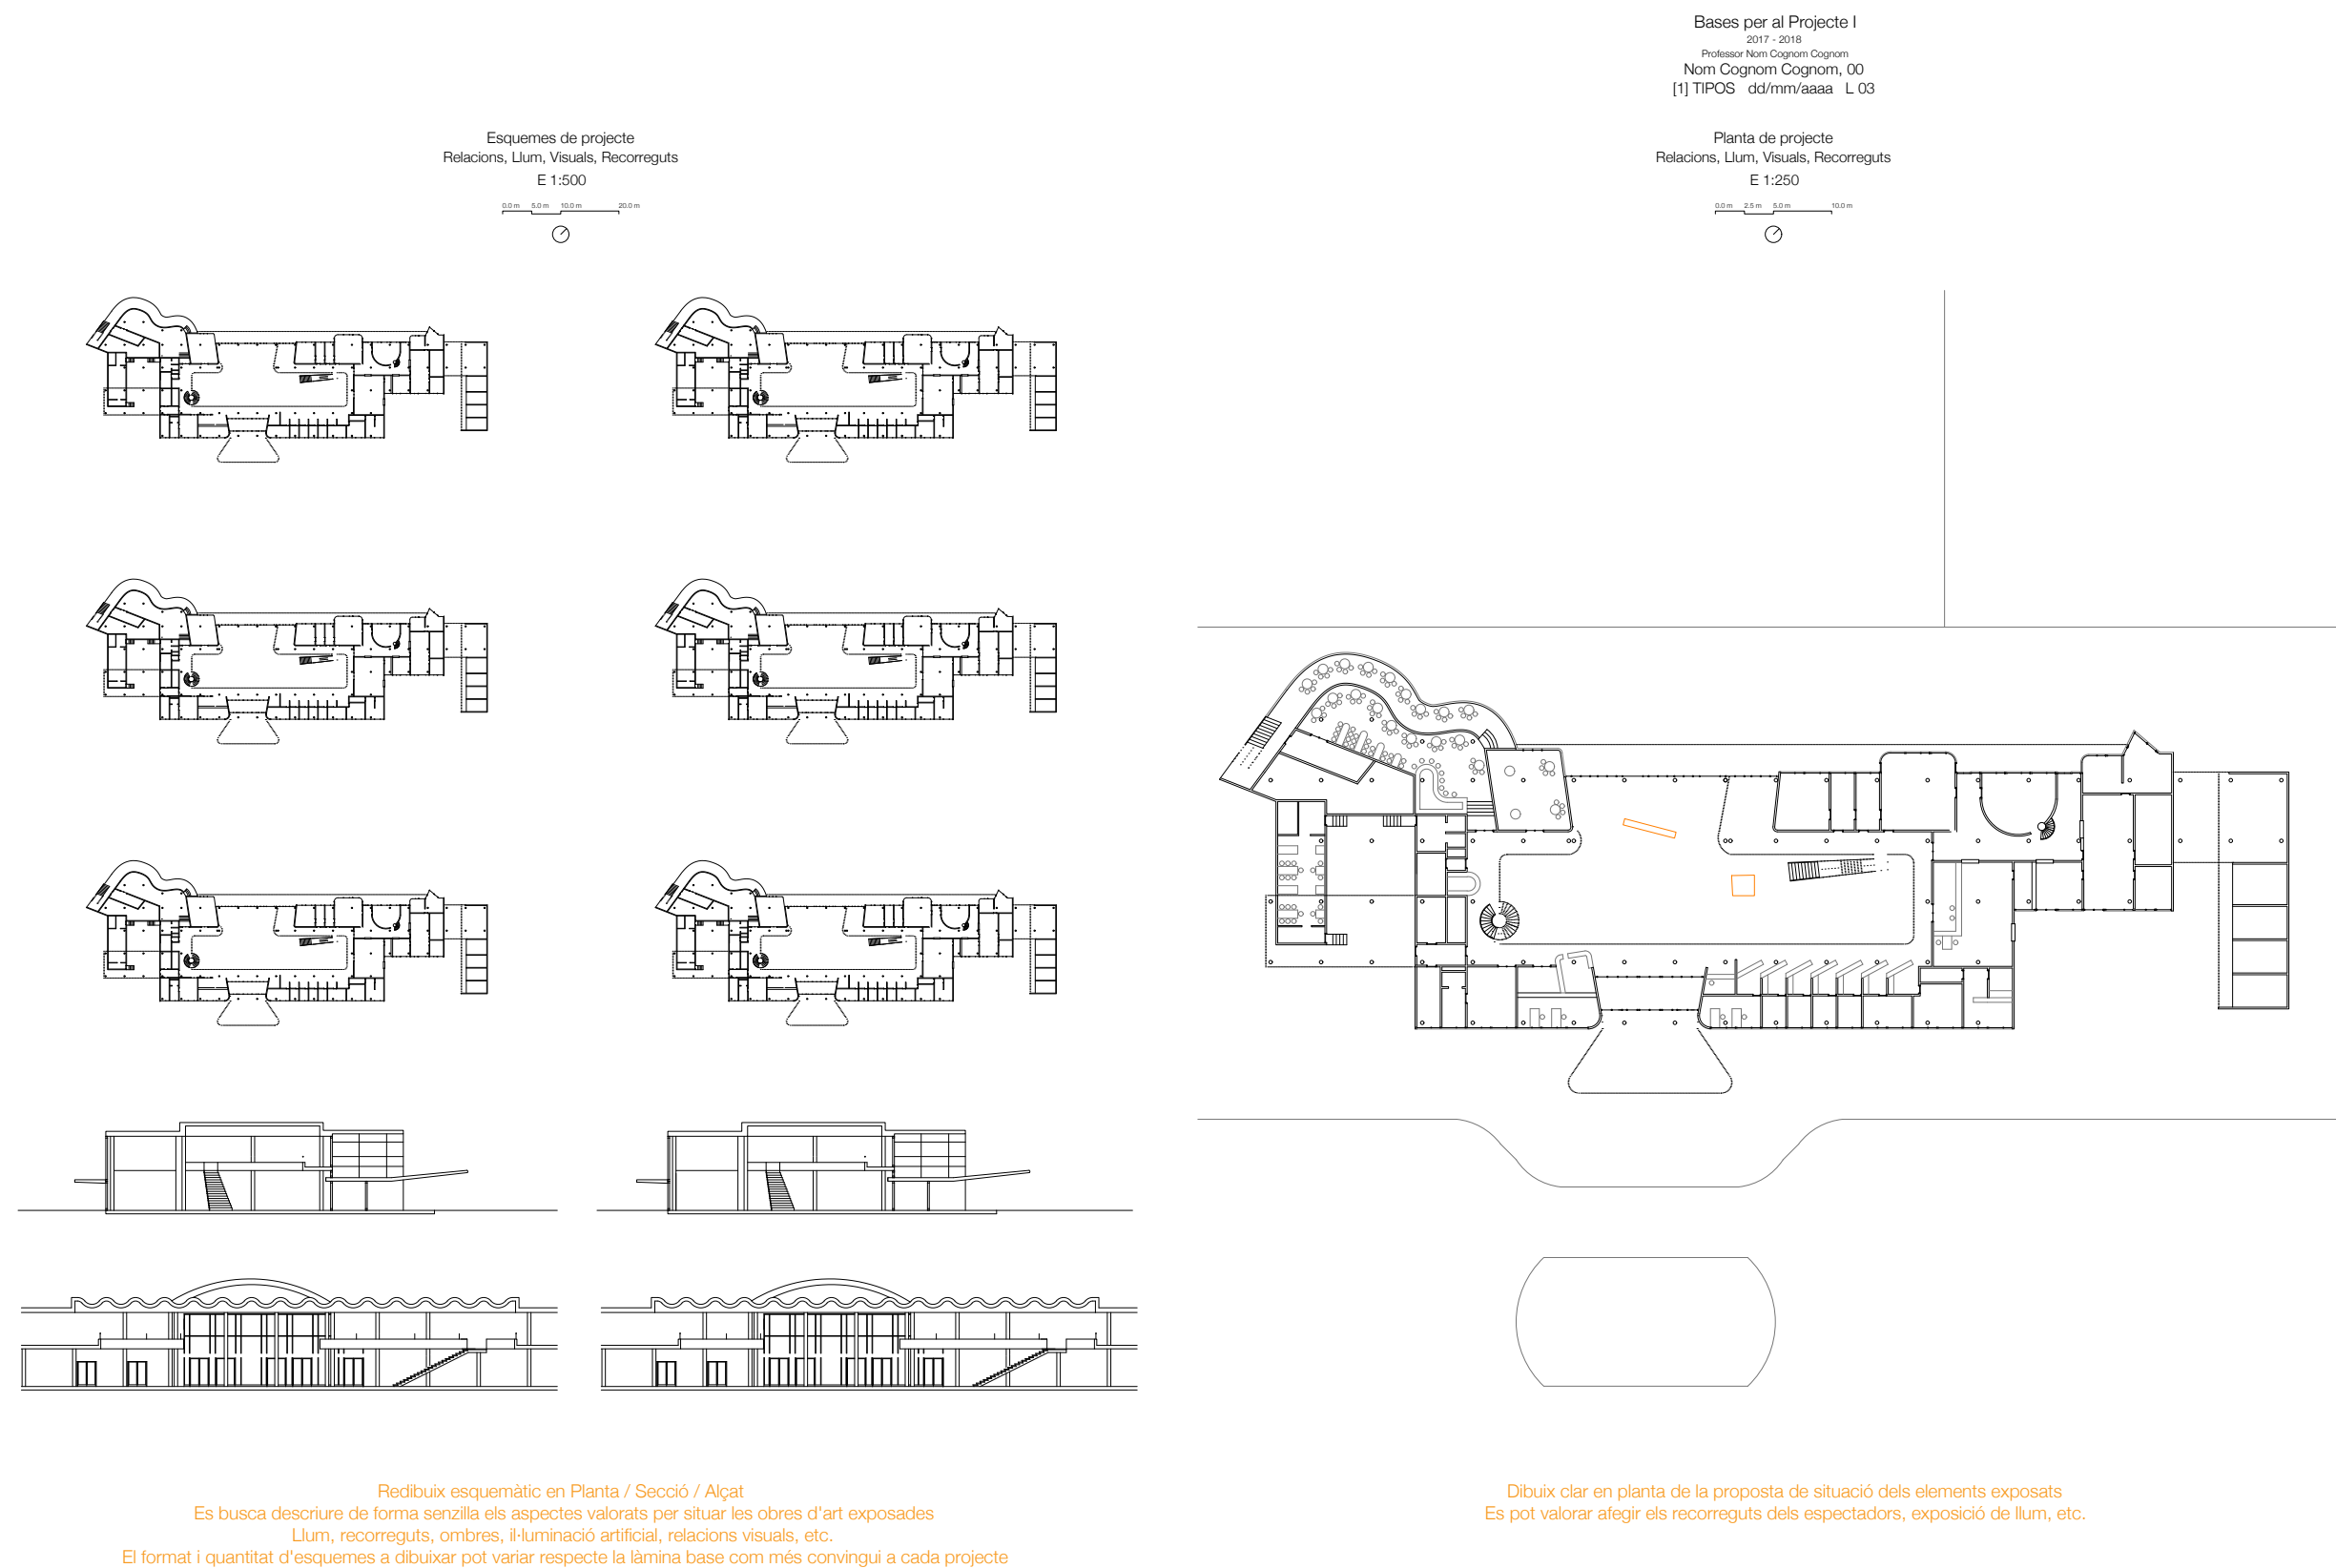 Bases per al Projecte I
2017 - 2018
Professor Nom Cognom Cognom
Nom Cognom Cognom, 00
[1] TIPOS dd/mm/aaaa L 03
Esquemes de projecte
Relacions, Llum, Visuals, Recorreguts
E 1:500
0.0 m 5.0 m 10.0 m 20.0 m
Planta de projecte
Relacions, Llum, Visuals, Recorreguts
E 1:250
0.0 m 2.5 m 5.0 m 10.0 m
Redibuix esquemàtic en Planta / Secció / Alçat
Es busca descriure de forma senzilla els aspectes valorats per situar les obres d'art exposades
Llum, recorreguts, ombres, il·luminació artificial, relacions visuals, etc.
El format i quantitat d'esquemes a dibuixar pot variar respecte la làmina base com més convingui a cada projecte
Dibuix clar en planta de la proposta de situació dels elements exposats
Es pot valorar afegir els recorreguts dels espectadors, exposició de llum, etc.